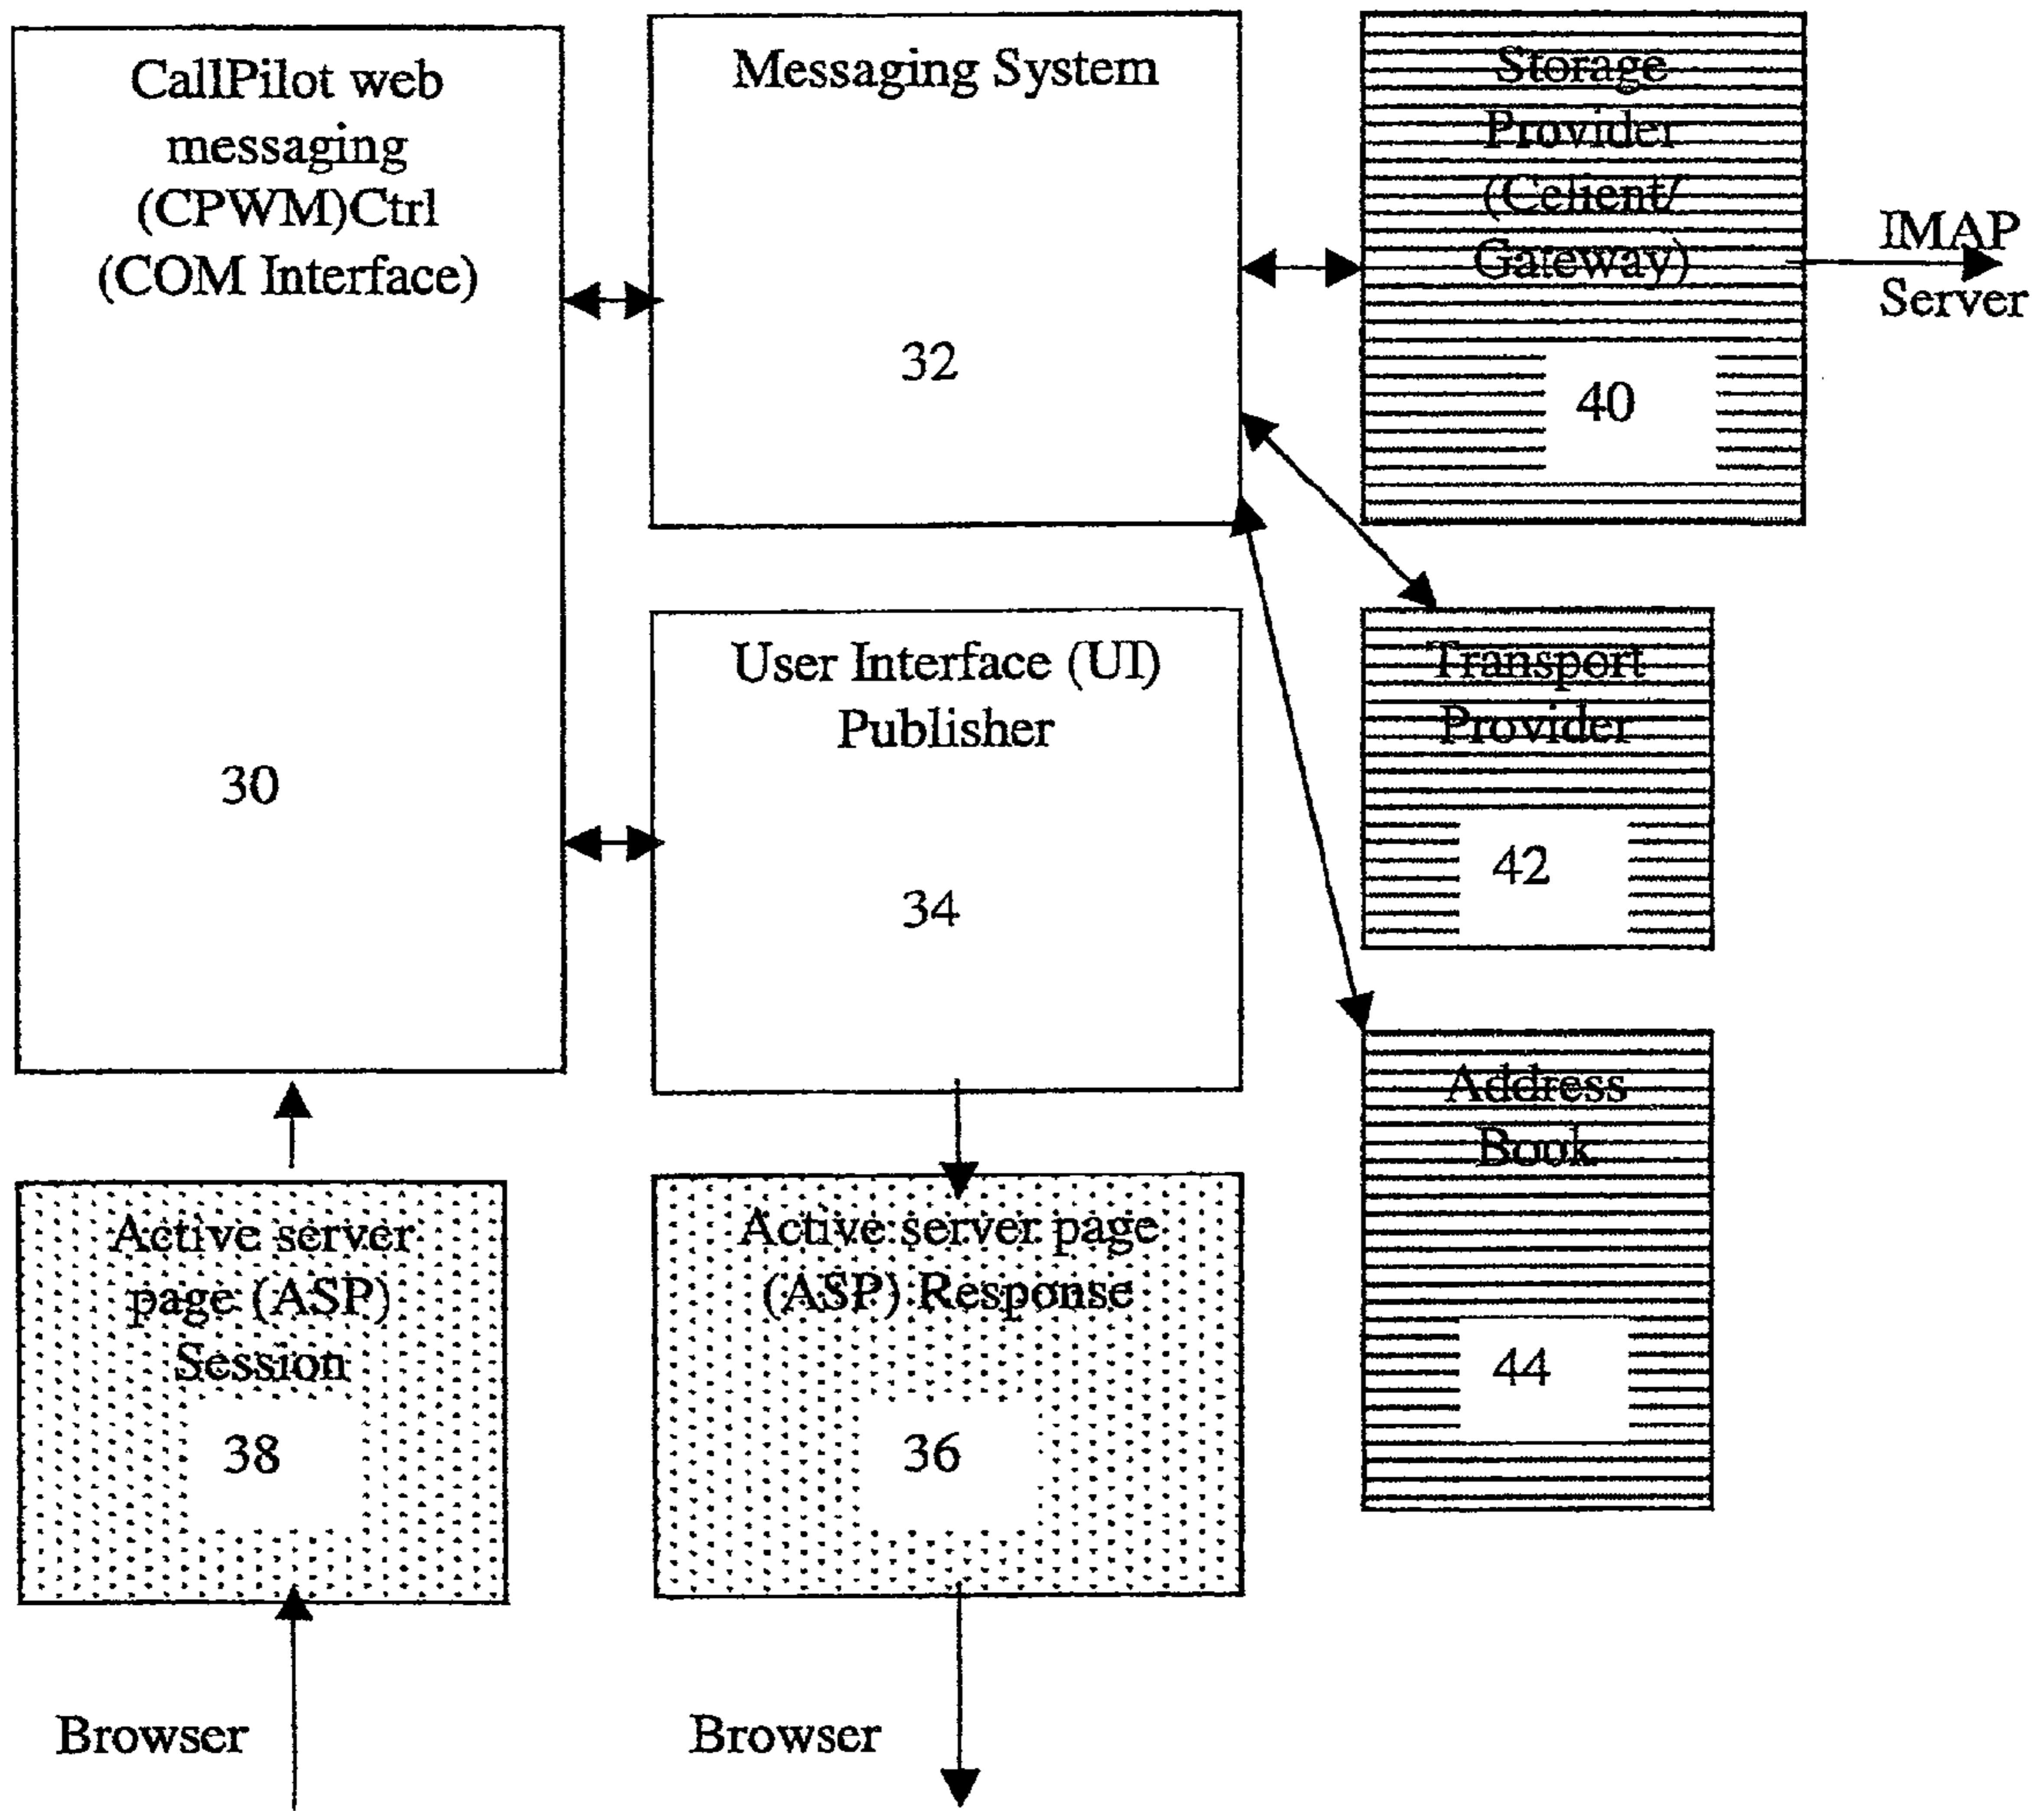 CallPilot web
messaging
(CPWM)Ctrl
(COM Interface)
30
Messaging System
32
Storage
Provider
(Celient/
Gateway)
40
IMAP
Server
User Interface (UI)
Publisher
34
Transport
Provider
42
Address
Book
44
Active server
page (ASP)
Session
38
Active server page
(ASP) Response
36
Browser
Browser